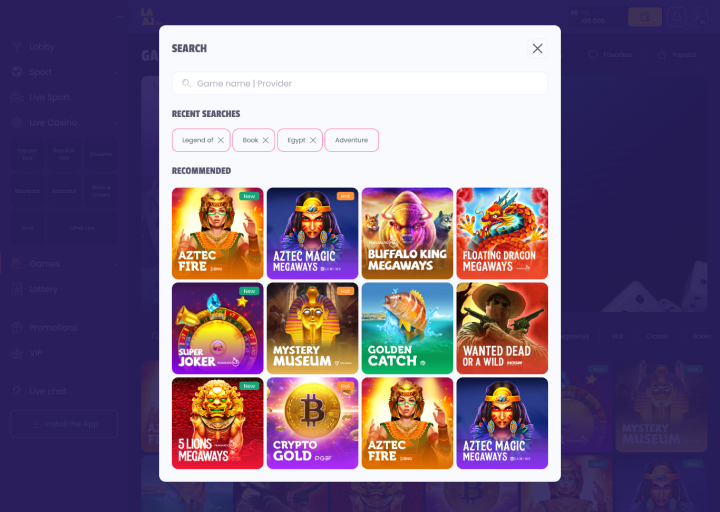 SEARCH
Game name | Provider
RECENT SEARCHES
Legend of
Book
Egypt
Adventure
RECOMMENDED
New
AZTEC
FIRE
Hot
AZTEC MAGIC
MEGAWAYS
BUFFALO KING
MEGAWAYS
FLOATING DRAGON
MEGAWAYS
New
SUPER
JOKER
Hot
MYSTERY
MUSEUM
GOLDEN
CATCH
WANTED DEAD
OR A WILD
New
5 LIONS
MEGAWAYS
Hot
CRYPTO
GOLD
AZTEC
FIRE
AZTEC MAGIC
MEGAWAYS
Lobby
Sport
Live Sport
Live Casino
Games
Lottery
Promotions
VIP
Live chat
Install the App
Favorites
MYSTERY
MUSEUM